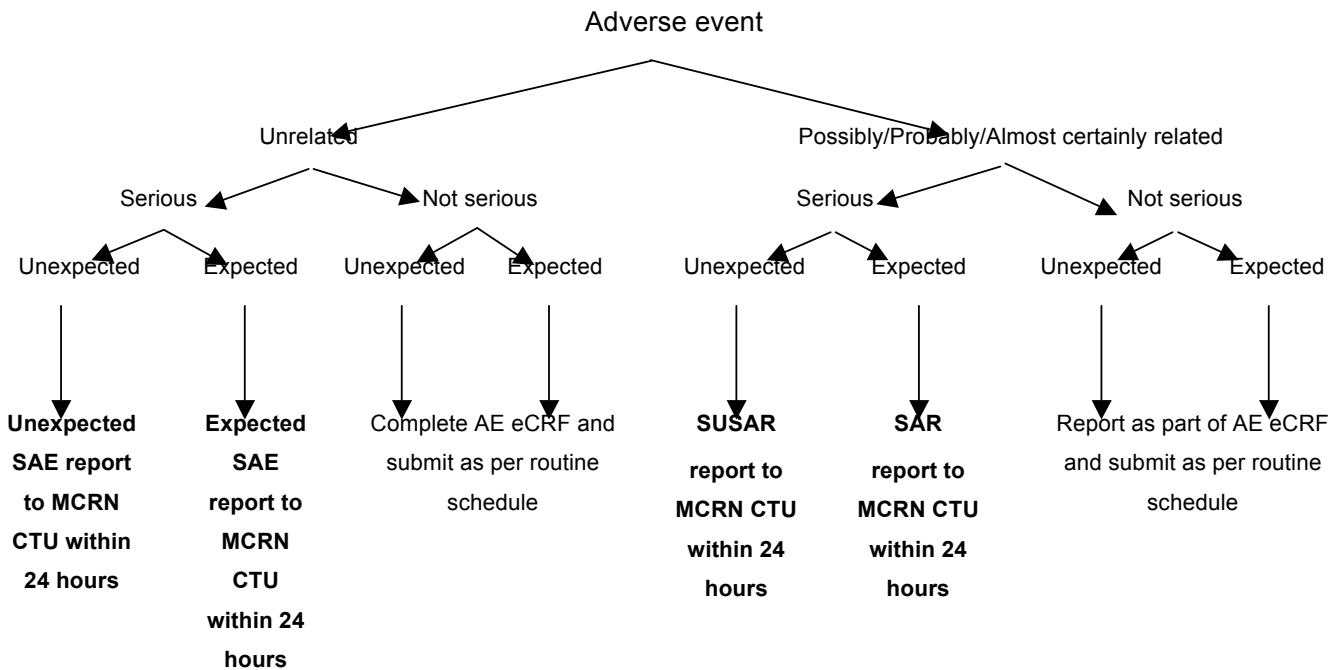 Adverse event
Unrelated
Possibly/Probably/Almost certainly related
Serious
Not serious
Serious
Not serious
Unexpected
Expected
Unexpected
Expected
Unexpected
Expected
Unexpected
Expected
Unexpected
SAE report
to MCRN
CTU within
24 hours
Expected
SAE
report to
MCRN
CTU
within 24
hours
Complete AE eCRF and
submit as per routine
schedule
SUSAR
report to
MCRN CTU
within 24
hours
SAR
report to
MCRN CTU
within 24
hours
Report as part of AE eCRF
and submit as per routine
schedule